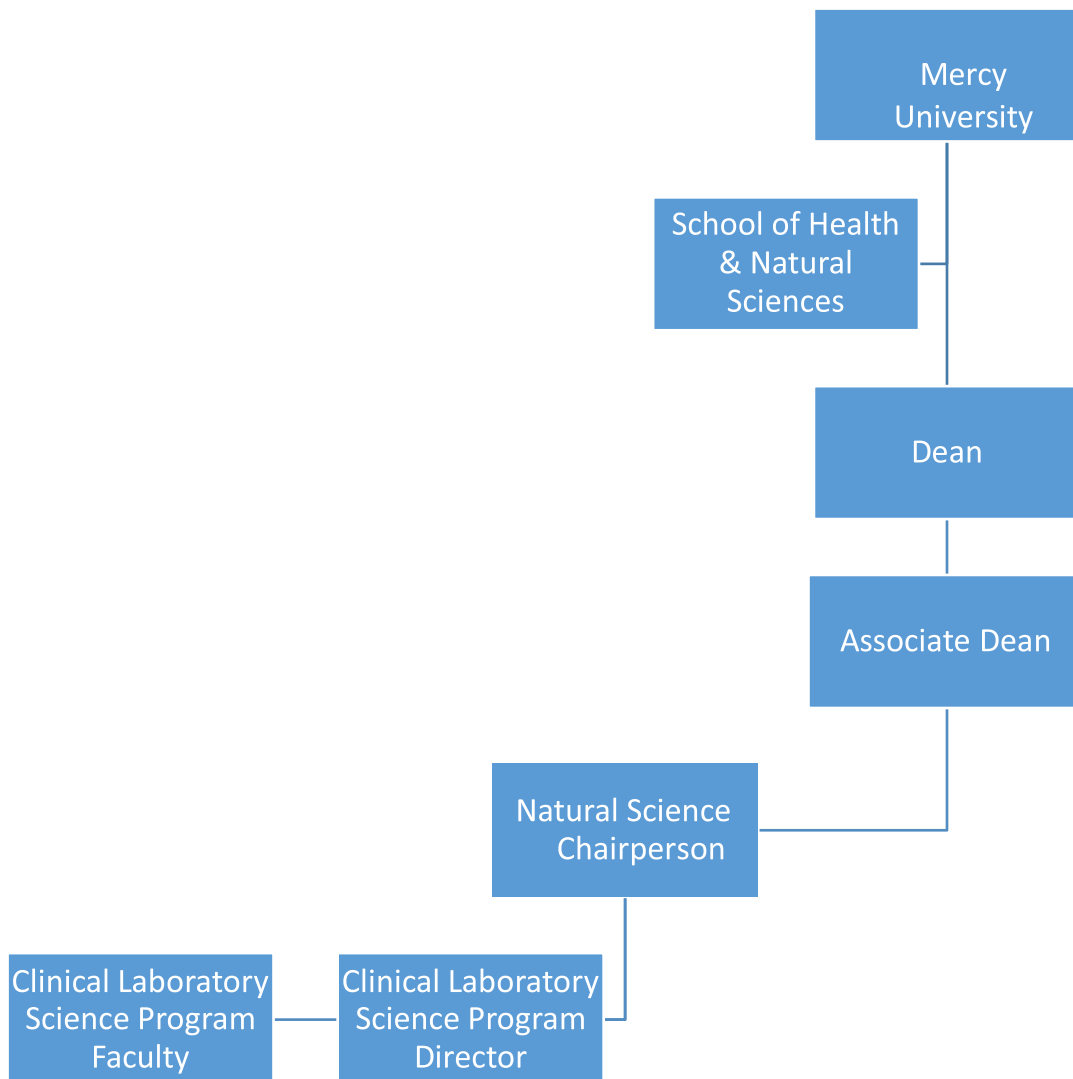 Mercy
University
School of Health
& Natural
Sciences
Dean
Associate Dean
Natural Science
Chairperson
Clinical Laboratory
Science Program
Faculty
Clinical Laboratory
Science Program
Director